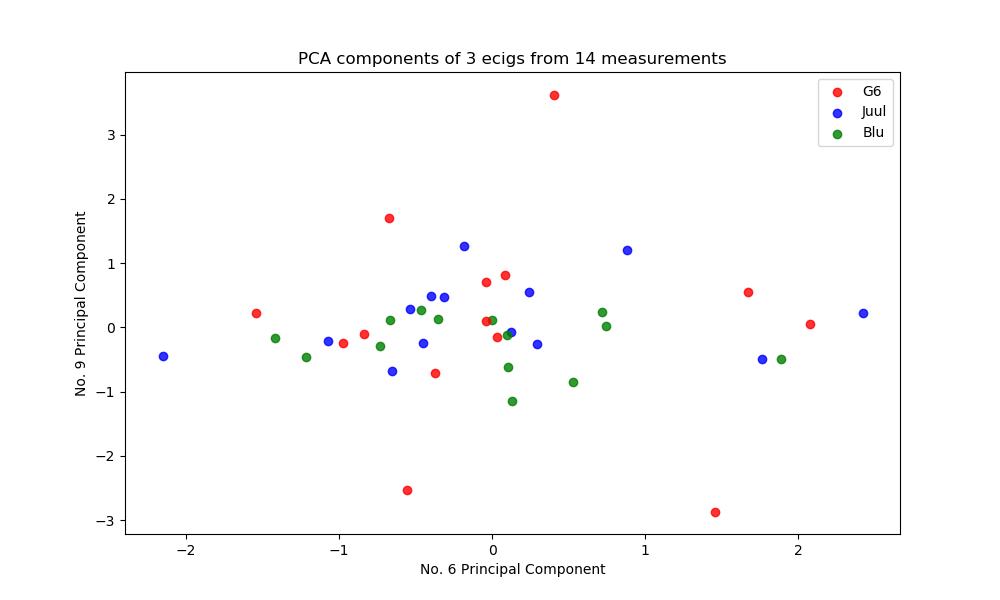 PCA components of 3 ecigs from 14 measurements
G6
Juul
Blu
3
2
1
0
−1
−2
−3
No. 9 Principal Component
−2
−1
0
1
2
No. 6 Principal Component